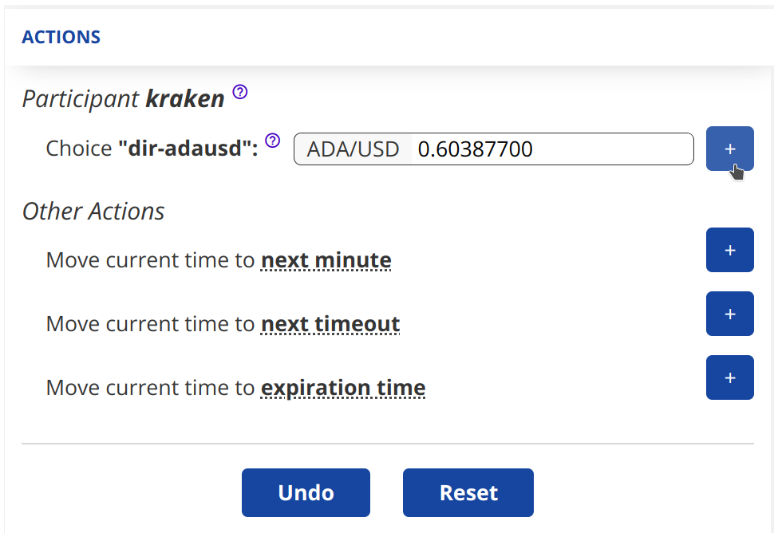 ACTIONS
Participant kraken ?
Choice "dir-adausd": ? ADA/USD 0.60387700 +
Other Actions
Move current time to next minute +
Move current time to next timeout +
Move current time to expiration time +
Undo Reset